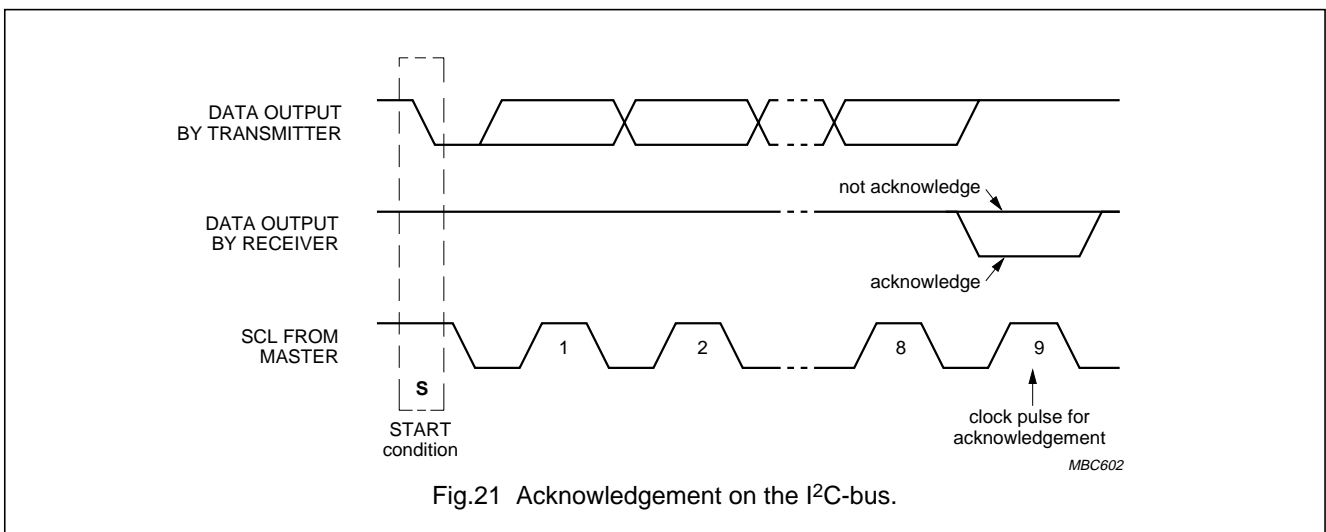 DATA OUTPUT
BY TRANSMITTER
not acknowledge
DATA OUTPUT
BY RECEIVER
acknowledge
SCL FROM
MASTER
1
2
8
9
S
START
condition
clock pulse for
acknowledgement
MBC602
Fig.21 Acknowledgement on the I²C-bus.